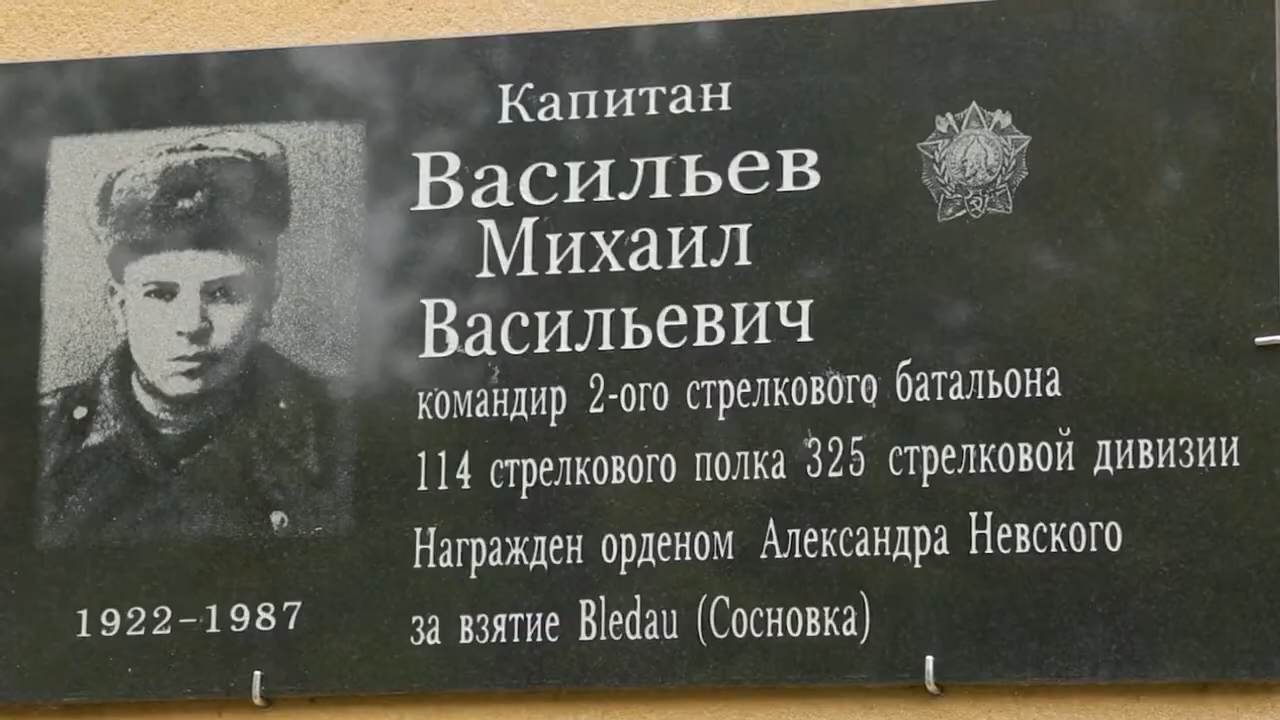 Капитан
Васильев
Михаил
Васильевич
командир 2-ого стрелкового батальона
114 стрелкового полка 325 стрелковой дивизии
Награжден орденом Александра Невского
за взятие Bledau (Сосновка)
1922-1987